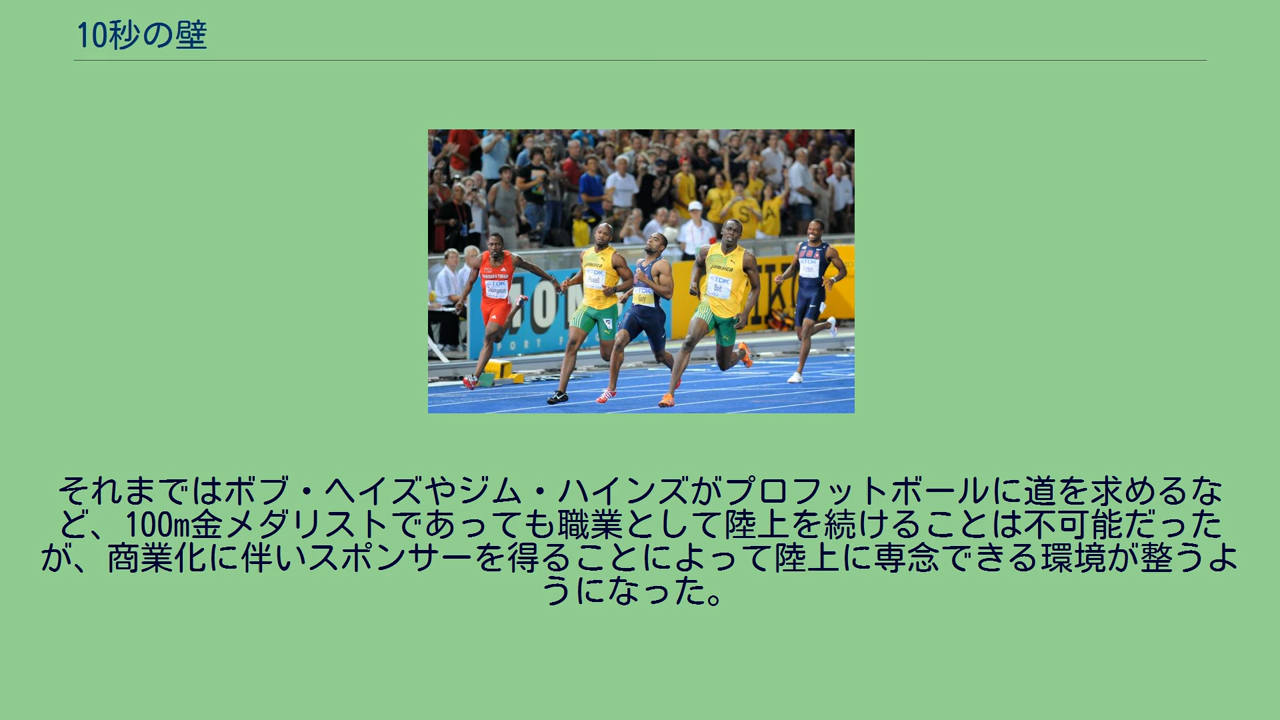 10秒の壁
それまではボブ・ヘイズやジム・ハインズがプロフットボールに道を求めるな
ど、100m金メダリストであっても職業として陸上を続けることは不可能だった
が、商業化に伴いスポンサーを得ることによって陸上に専念できる環境が整うよ
うになった。